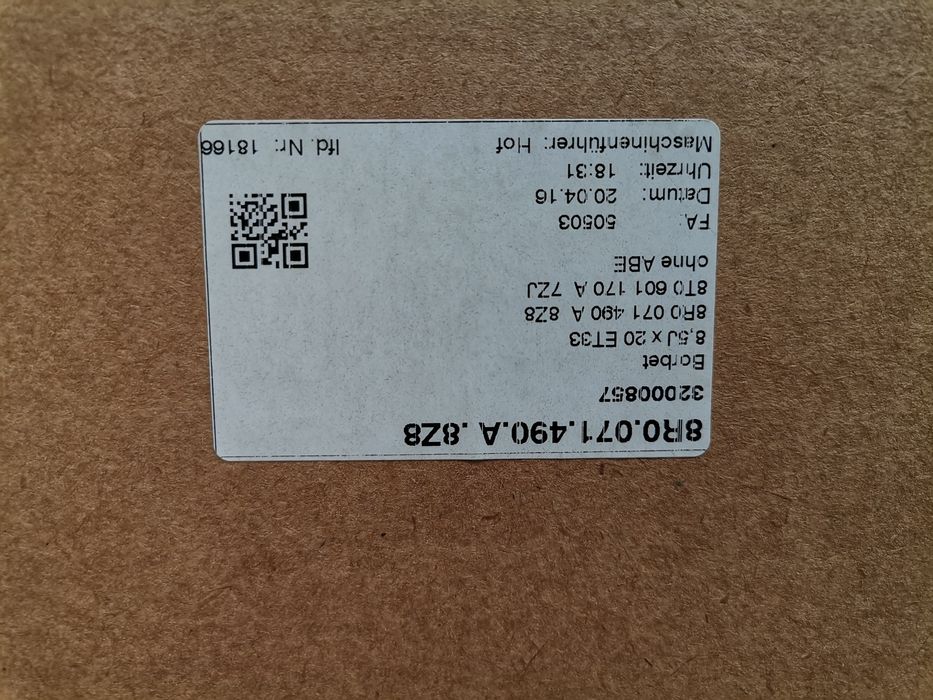 8R0.071.490.A .8Z8
32000857
Borbet
8,5J x 20 ET33
8R0 071 490 A 8Z8
8T0 601 170 A 7ZJ
ohne ABE
FA: 50503
Datum: 20.04.16
Uhrzeit: 18:31
Maschinenführer: Hof lfd. Nr: 18166